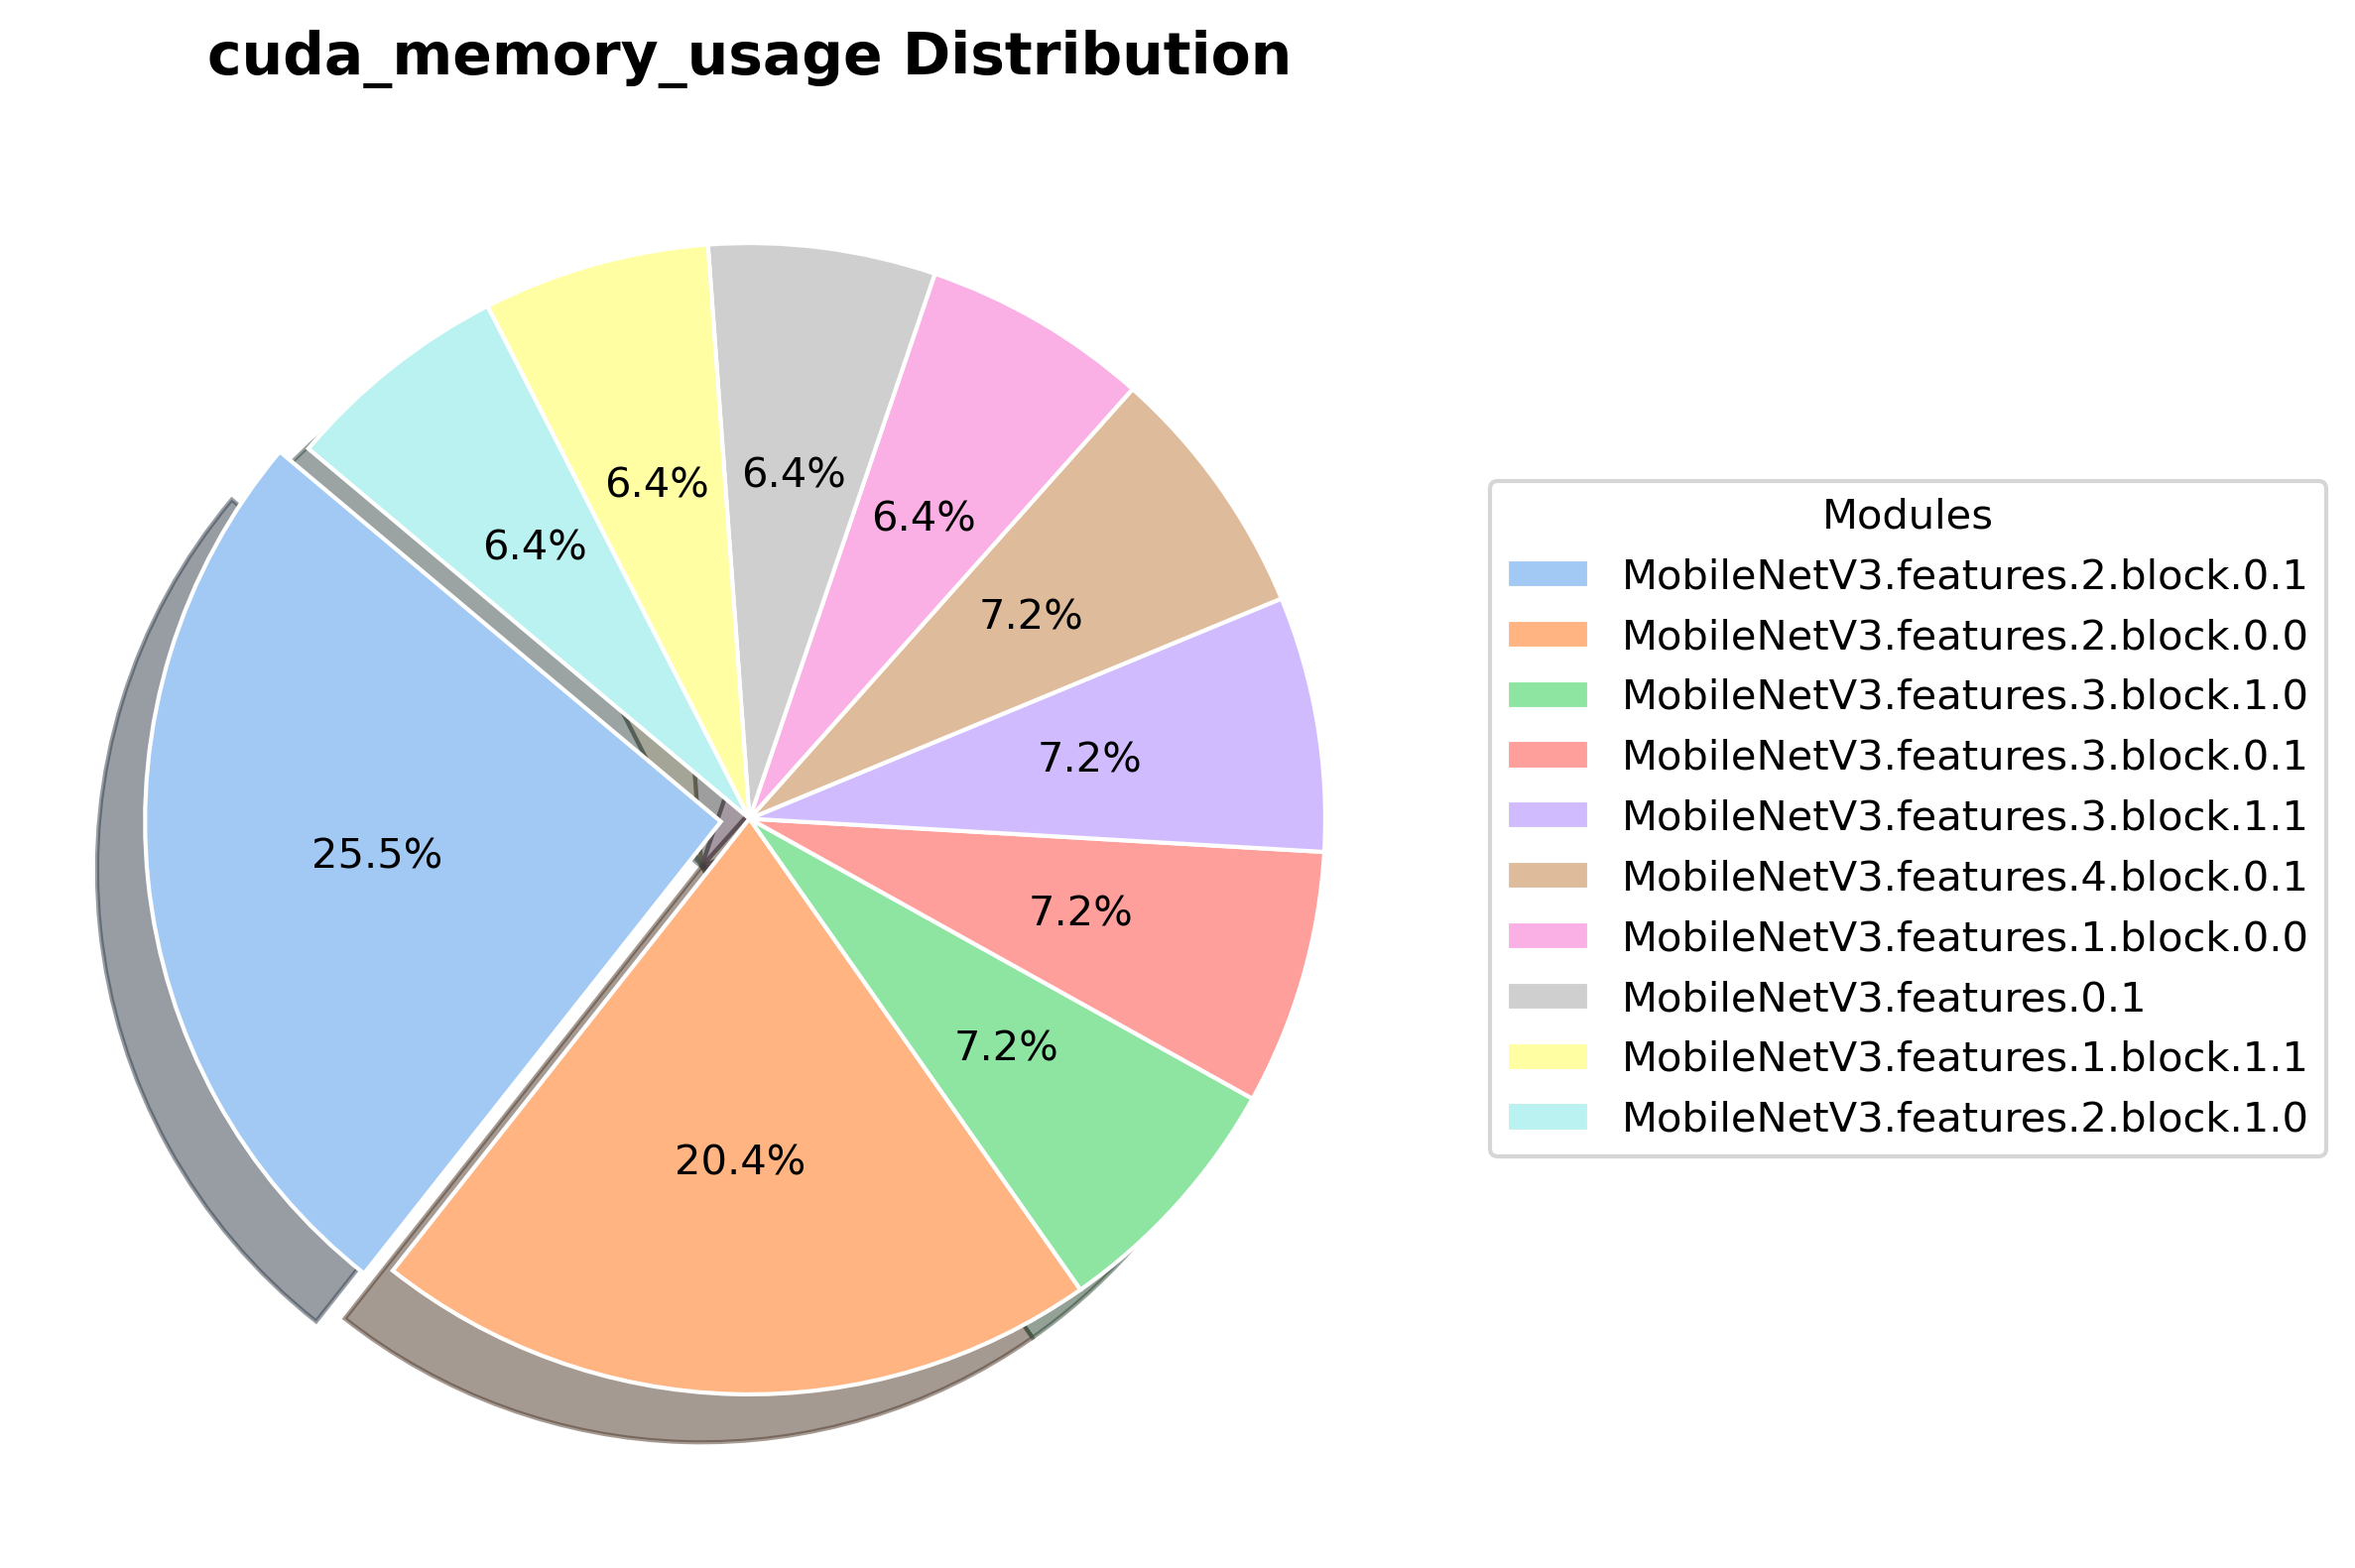 cuda_memory_usage Distribution
6.4%
6.4%
6.4%
6.4%
7.2%
7.2%
25.5%
7.2%
7.2%
20.4%
Modules
MobileNetV3.features.2.block.0.1
MobileNetV3.features.2.block.0.0
MobileNetV3.features.3.block.1.0
MobileNetV3.features.3.block.0.1
MobileNetV3.features.3.block.1.1
MobileNetV3.features.4.block.0.1
MobileNetV3.features.1.block.0.0
MobileNetV3.features.0.1
MobileNetV3.features.1.block.1.1
MobileNetV3.features.2.block.1.0